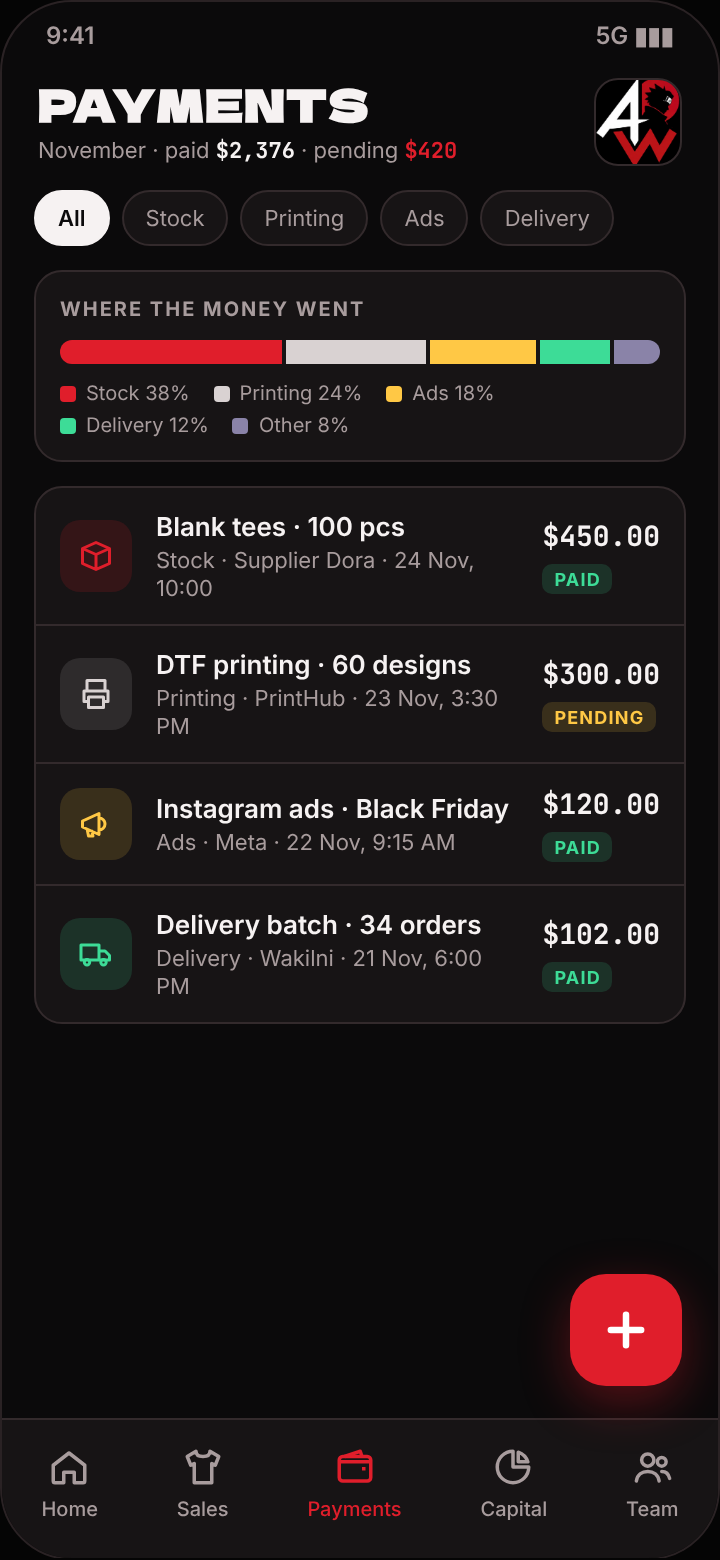 9:41 5G
PAYMENTS
November · paid $2,376 · pending $420
AW
All Stock Printing Ads Delivery
WHERE THE MONEY WENT
Stock 38% Printing 24% Ads 18%
Delivery 12% Other 8%
Blank tees · 100 pcs
$450.00
Stock · Supplier Dora · 24 Nov,
10:00
PAID
DTF printing · 60 designs
$300.00
Printing · PrintHub · 23 Nov, 3:30
PM
PENDING
Instagram ads · Black Friday
$120.00
Ads · Meta · 22 Nov, 9:15 AM
PAID
Delivery batch · 34 orders
$102.00
Delivery · Wakilni · 21 Nov, 6:00
PM
PAID
Home Sales Payments Capital Team